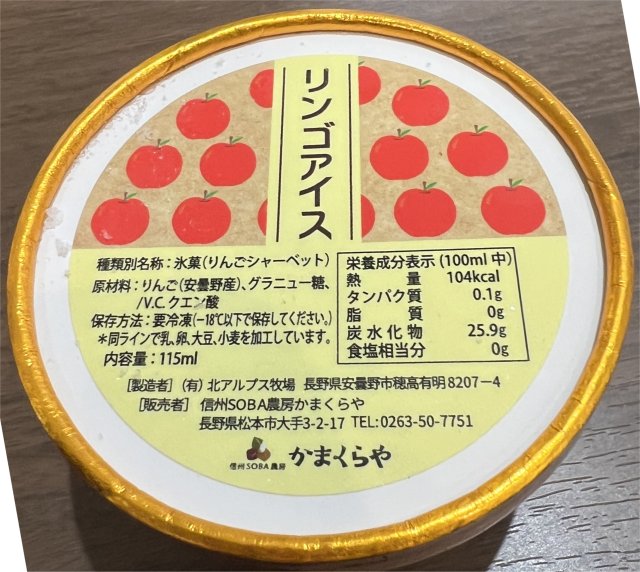 リンゴアイス
種類別名称：氷菓（りんごシャーベット）
原材料：りんご（安曇野産）、グラニュー糖、
/V.C.クエン酸
保存方法：要冷凍（−18℃以下で保存してください。）
＊同ラインで乳、卵、大豆、小麦を加工しています。
内容量：115ml
栄養成分表示（100ml中）
熱量 104kcal
タンパク質 0.1g
脂質 0g
炭水化物 25.9g
食塩相当分 0g
［製造者］（有）北アルプス牧場 長野県安曇野市穂高有明8207−4
［販売者］ 信州SOBA農房かまくらや
長野県松本市大手3-2-17 TEL:0263-50-7751
信州SOBA農房 かまくらや